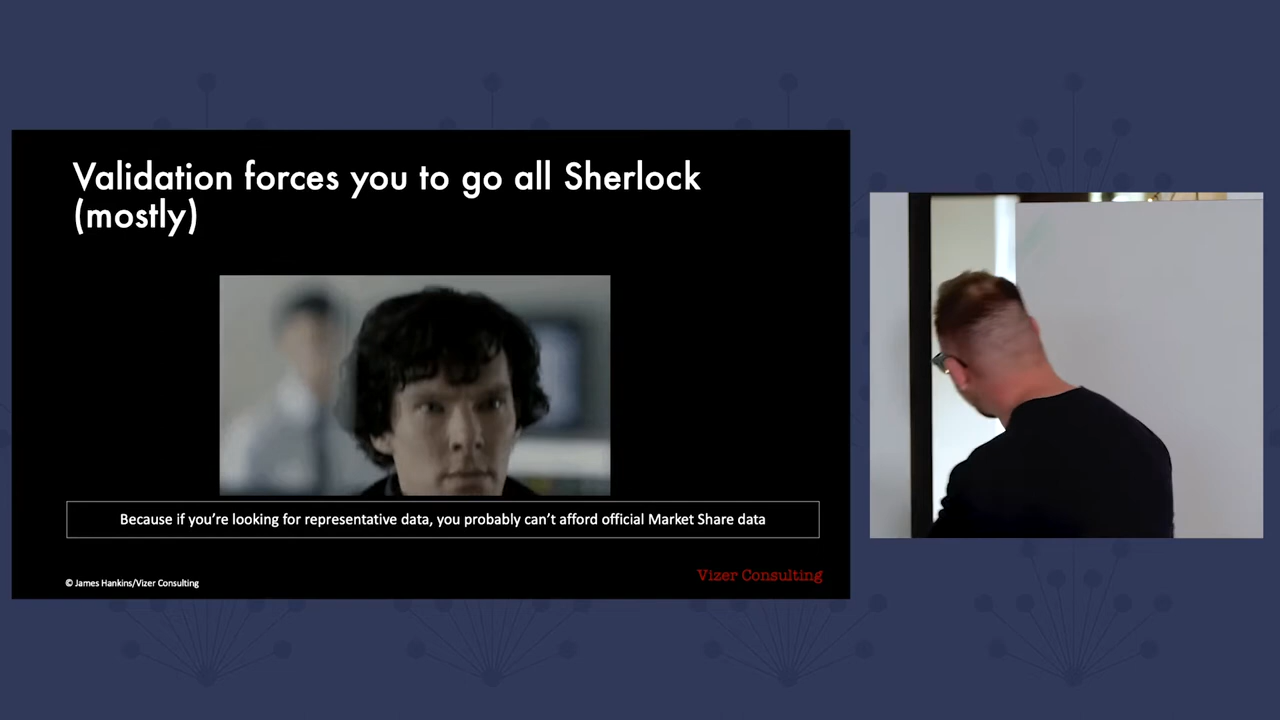 Validation forces you to go all Sherlock
(mostly)
Because if you’re looking for representative data, you probably can’t afford official Market Share data
© James Hankins/Vizer Consulting
Vizer Consulting